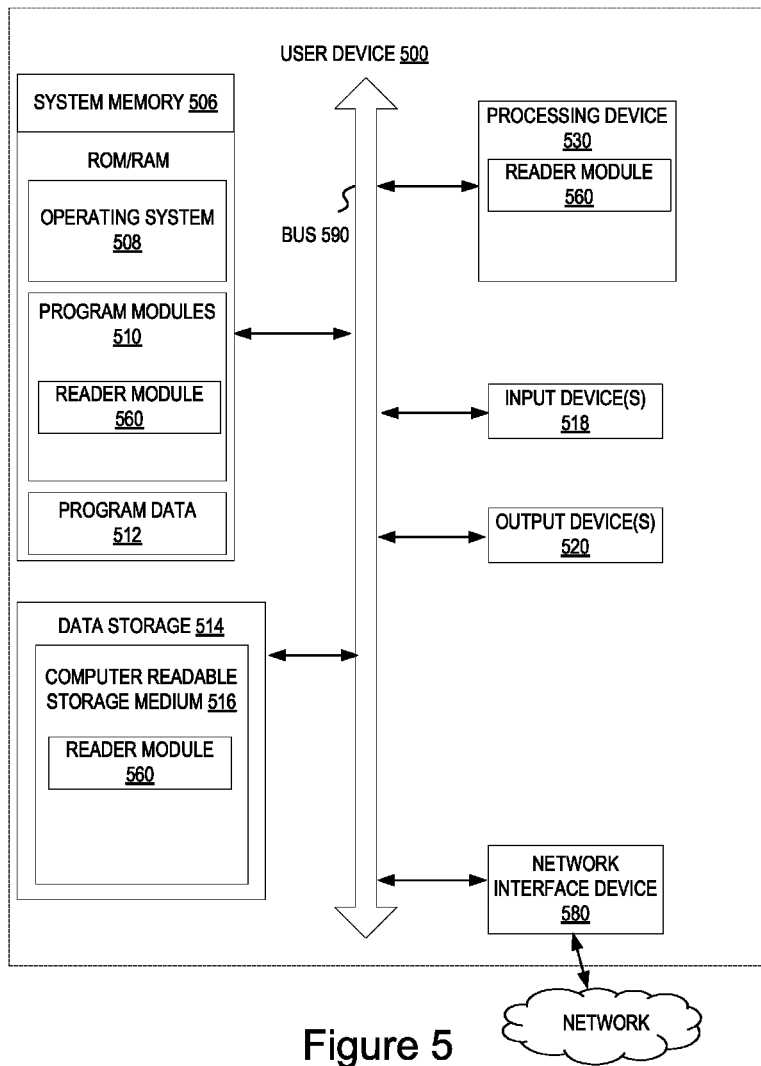 USER DEVICE 500
SYSTEM MEMORY 506
ROM/RAM
OPERATING SYSTEM
508
PROGRAM MODULES
510
READER MODULE
560
PROGRAM DATA
512
DATA STORAGE 514
COMPUTER READABLE
STORAGE MEDIUM 516
READER MODULE
560
BUS 590
PROCESSING DEVICE
530
READER MODULE
560
INPUT DEVICE(S)
518
OUTPUT DEVICE(S)
520
NETWORK
INTERFACE DEVICE
580
NETWORK
Figure 5